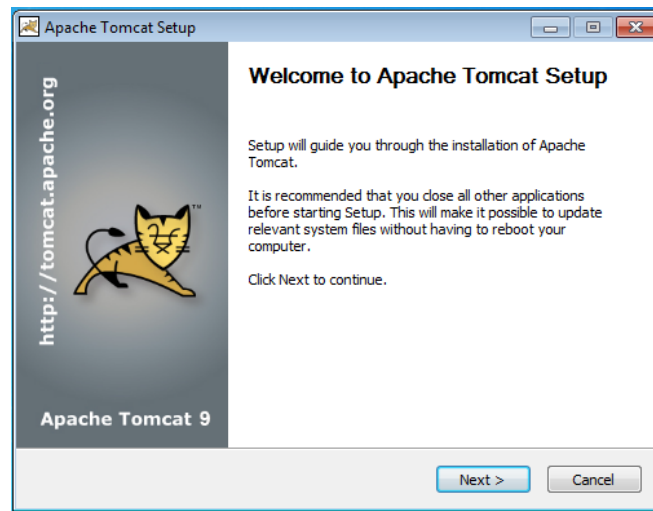 Apache Tomcat Setup
http://tomcat.apache.org
TM
Apache Tomcat 9
Welcome to Apache Tomcat Setup
Setup will guide you through the installation of Apache
Tomcat.
It is recommended that you close all other applications
before starting Setup. This will make it possible to update
relevant system files without having to reboot your
computer.
Click Next to continue.
Next >
Cancel